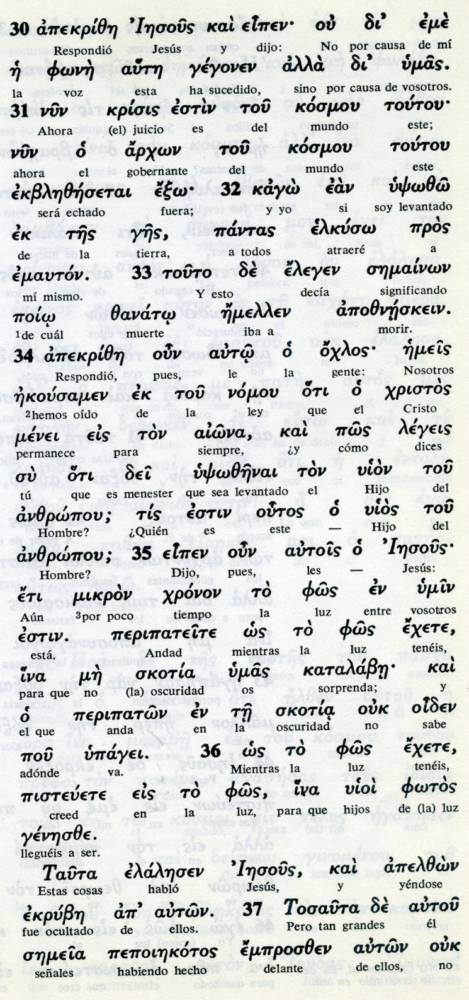 30 ἀπεκρίθη Ἰησοῦς καὶ εἶπεν· οὐ δι’ ἐμὲ
Respondió Jesús y dijo: No por causa de mí
ἡ φωνὴ αὕτη γέγονεν ἀλλὰ δι’ ὑμᾶς.
la voz esta ha sucedido, sino por causa de vosotros.
31 νῦν κρίσις ἐστὶν τοῦ κόσμου τούτου·
Ahora (el) juicio es del mundo este;
νῦν ὁ ἄρχων τοῦ κόσμου τούτου
ahora el gobernante del mundo este
ἐκβληθήσεται ἔξω· 32 κἀγὼ ἐὰν ὑψωθῶ
será echado fuera; y yo si soy levantado
ἐκ τῆς γῆς, πάντας ἑλκύσω πρὸς
de la tierra, a todos atraeré a
ἐμαυτόν. 33 τοῦτο δὲ ἔλεγεν σημαίνων
mí mismo. Y esto decía significando
ποίῳ θανάτῳ ἤμελλεν ἀποθνῄσκειν.
1de cuál muerte iba a morir.
34 ἀπεκρίθη οὖν αὐτῷ ὁ ὄχλος· ἡμεῖς
Respondió, pues, le la gente: Nosotros
ἠκούσαμεν ἐκ τοῦ νόμου ὅτι ὁ χριστὸς
2hemos oído de la ley que el Cristo
μένει εἰς τὸν αἰῶνα, καὶ πῶς λέγεις
permanece para siempre, ¿y cómo dices
σὺ ὅτι δεῖ ὑψωθῆναι τὸν υἱὸν τοῦ
tú que es menester que sea levantado el Hijo del
ἀνθρώπου; τίς ἐστιν οὗτος ὁ υἱὸς τοῦ
Hombre? ¿Quién es este — Hijo del
ἀνθρώπου; 35 εἶπεν οὖν αὐτοῖς ὁ Ἰησοῦς·
Hombre? Dijo, pues, les — Jesús:
ἔτι μικρὸν χρόνον τὸ φῶς ἐν ὑμῖν
Aún 3por poco tiempo la luz entre vosotros
ἐστιν. περιπατεῖτε ὡς τὸ φῶς ἔχετε,
está. Andad mientras la luz tenéis,
ἵνα μὴ σκοτία ὑμᾶς καταλάβῃ· καὶ
para que no (la) oscuridad os sorprenda; y
ὁ περιπατῶν ἐν τῇ σκοτίᾳ οὐκ οἶδεν
el que anda en la oscuridad no sabe
ποῦ ὑπάγει. 36 ὡς τὸ φῶς ἔχετε,
adónde va. Mientras la luz tenéis,
πιστεύετε εἰς τὸ φῶς, ἵνα υἱοὶ φωτὸς
creed en la luz, para que hijos de (la) luz
γένησθε.
lleguéis a ser.
Ταῦτα ἐλάλησεν Ἰησοῦς, καὶ ἀπελθὼν
Estas cosas habló Jesús, y yéndose
ἐκρύβη ἀπ’ αὐτῶν. 37 Τοσαῦτα δὲ αὐτοῦ
fue ocultado de ellos. Pero tan grandes él
σημεῖα πεποιηκότος ἔμπροσθεν αὐτῶν οὐκ
señales habiendo hecho delante de ellos, no